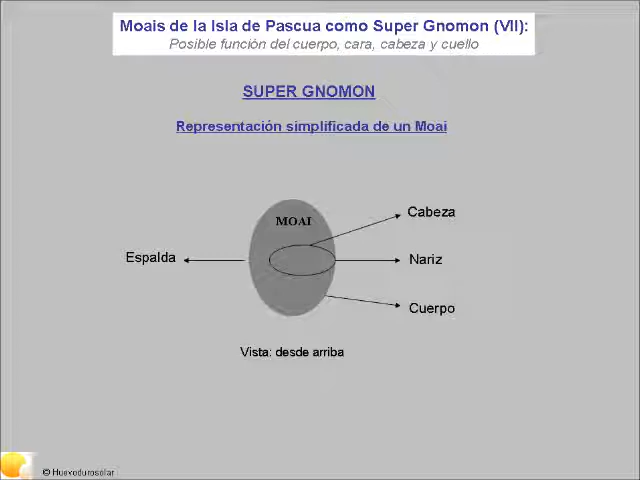 Moais de la Isla de Pascua como Super Gnomon (VII):
Posible función del cuerpo, cara, cabeza y cuello
SUPER GNOMON
Representación simplificada de un Moai
Cabeza
MOAI
Espalda
Nariz
Cuerpo
Vista: desde arriba
© Huevodurosolar